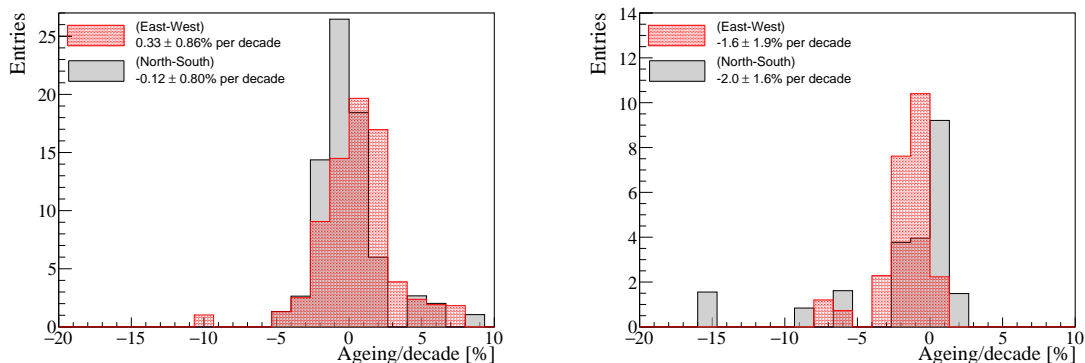 Entries
25
20
15
10
5
0
(East-West)
0.33 ± 0.86% per decade
(North-South)
-0.12 ± 0.80% per decade
−20 −15 −10 −5 0 5 10
Ageing/decade [%]
Entries
14
12
10
8
6
4
2
0
(East-West)
-1.6 ± 1.9% per decade
(North-South)
-2.0 ± 1.6% per decade
−20 −15 −10 −5 0 5 10
Ageing/decade [%]